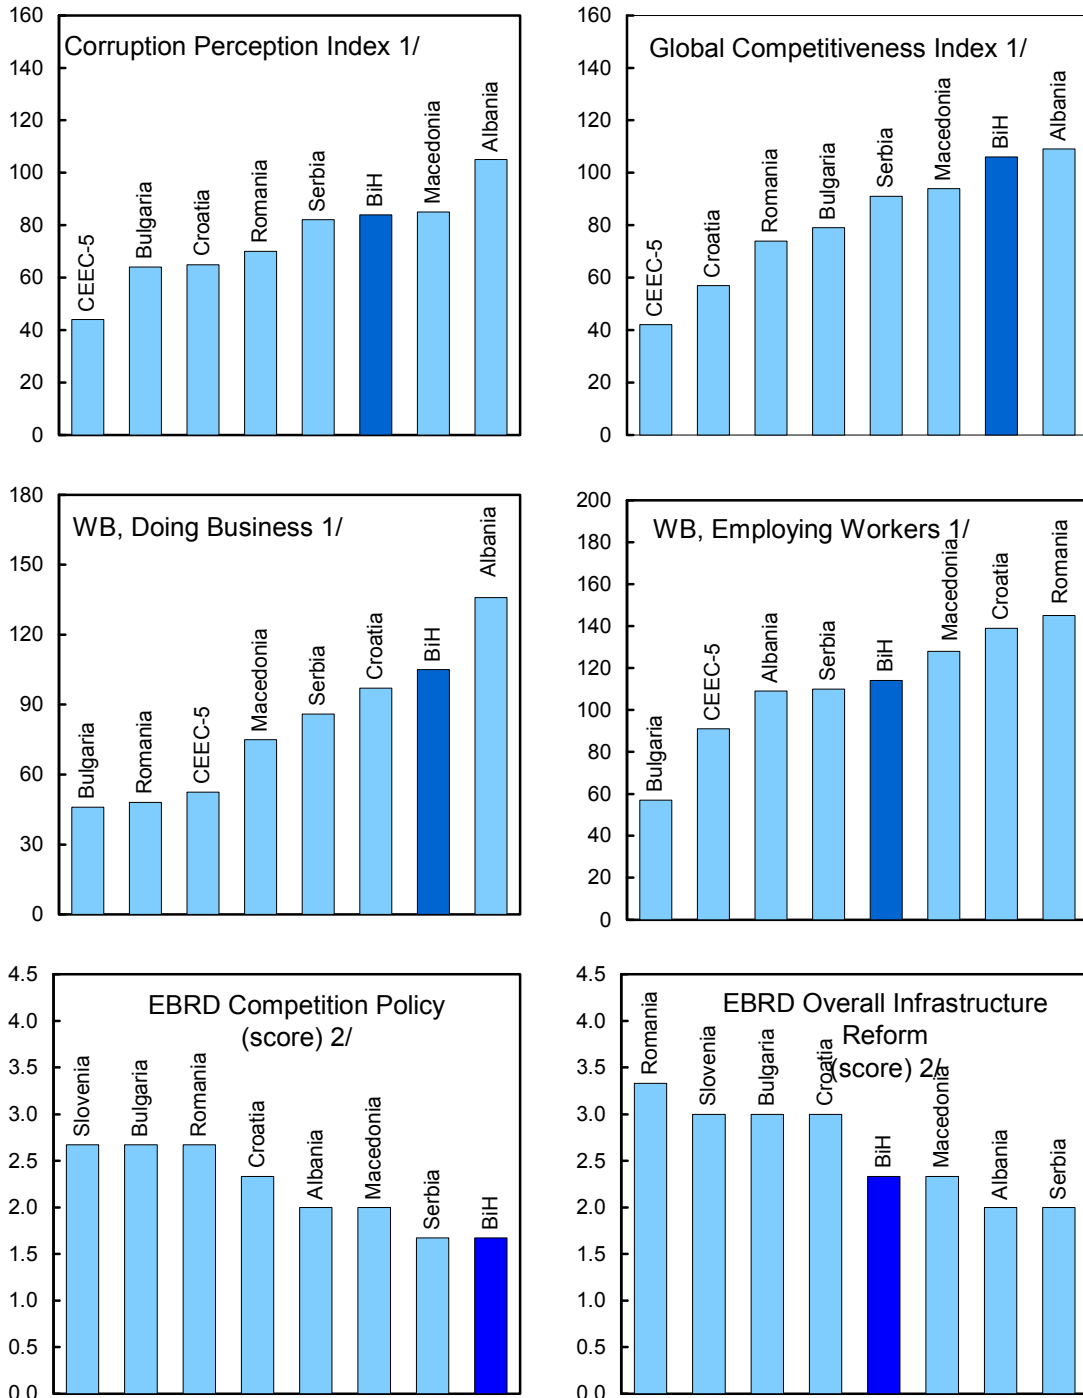 Corruption Perception Index 1/
160
140
120
100
80
60
40
20
0
CEEC-5
Bulgaria
Croatia
Romania
Serbia
BiH
Macedonia
Albania
Global Competitiveness Index 1/
160
140
120
100
80
60
40
20
0
CEEC-5
Croatia
Romania
Bulgaria
Serbia
Macedonia
BiH
Albania
WB, Doing Business 1/
180
150
120
90
60
30
0
Bulgaria
Romania
CEEC-5
Macedonia
Serbia
Croatia
BiH
Albania
WB, Employing Workers 1/
200
180
160
140
120
100
80
60
40
20
0
Bulgaria
CEEC-5
Albania
Serbia
BiH
Macedonia
Croatia
Romania
EBRD Competition Policy
(score) 2/
4.5
4.0
3.5
3.0
2.5
2.0
1.5
1.0
0.5
0.0
Slovenia
Bulgaria
Romania
Croatia
Albania
Macedonia
Serbia
BiH
EBRD Overall Infrastructure
Reform
(score) 2/
4.5
4.0
3.5
3.0
2.5
2.0
1.5
1.0
0.5
0.0
Romania
Slovenia
Bulgaria
Croatia
BiH
Macedonia
Albania
Serbia